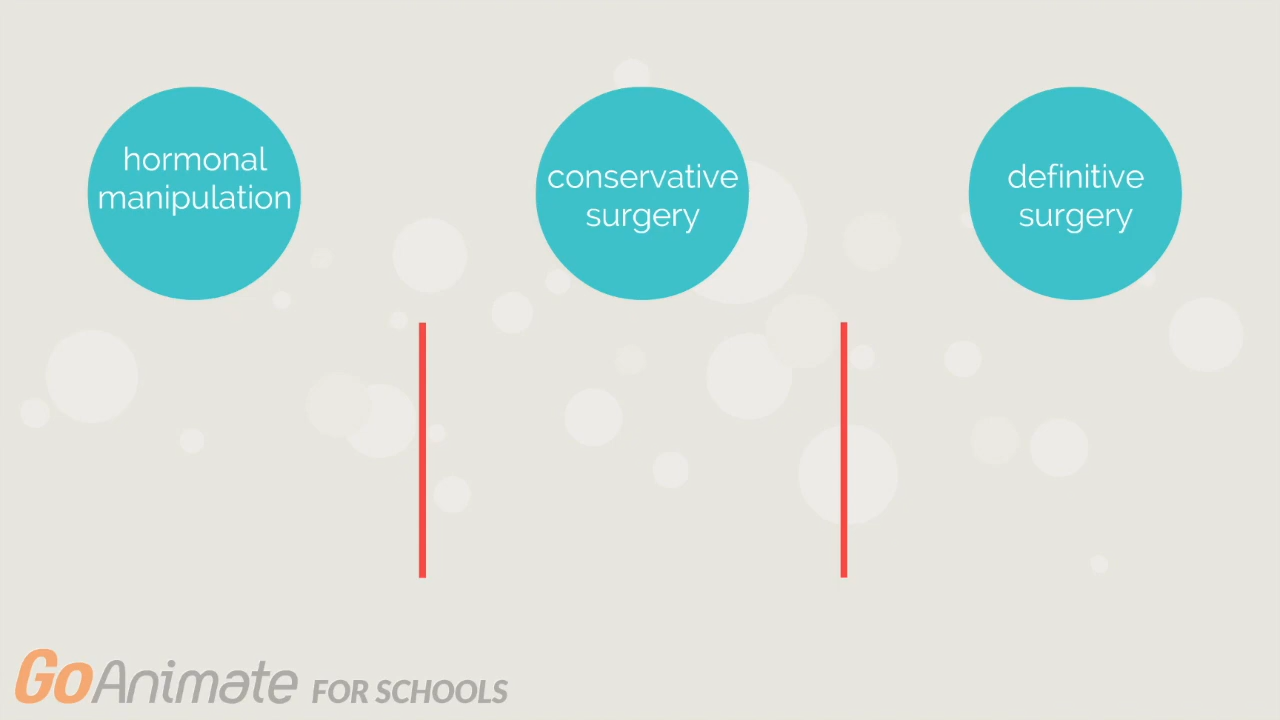 hormonal
manipulation
conservative
surgery
definitive
surgery
GoAnimate FOR SCHOOLS